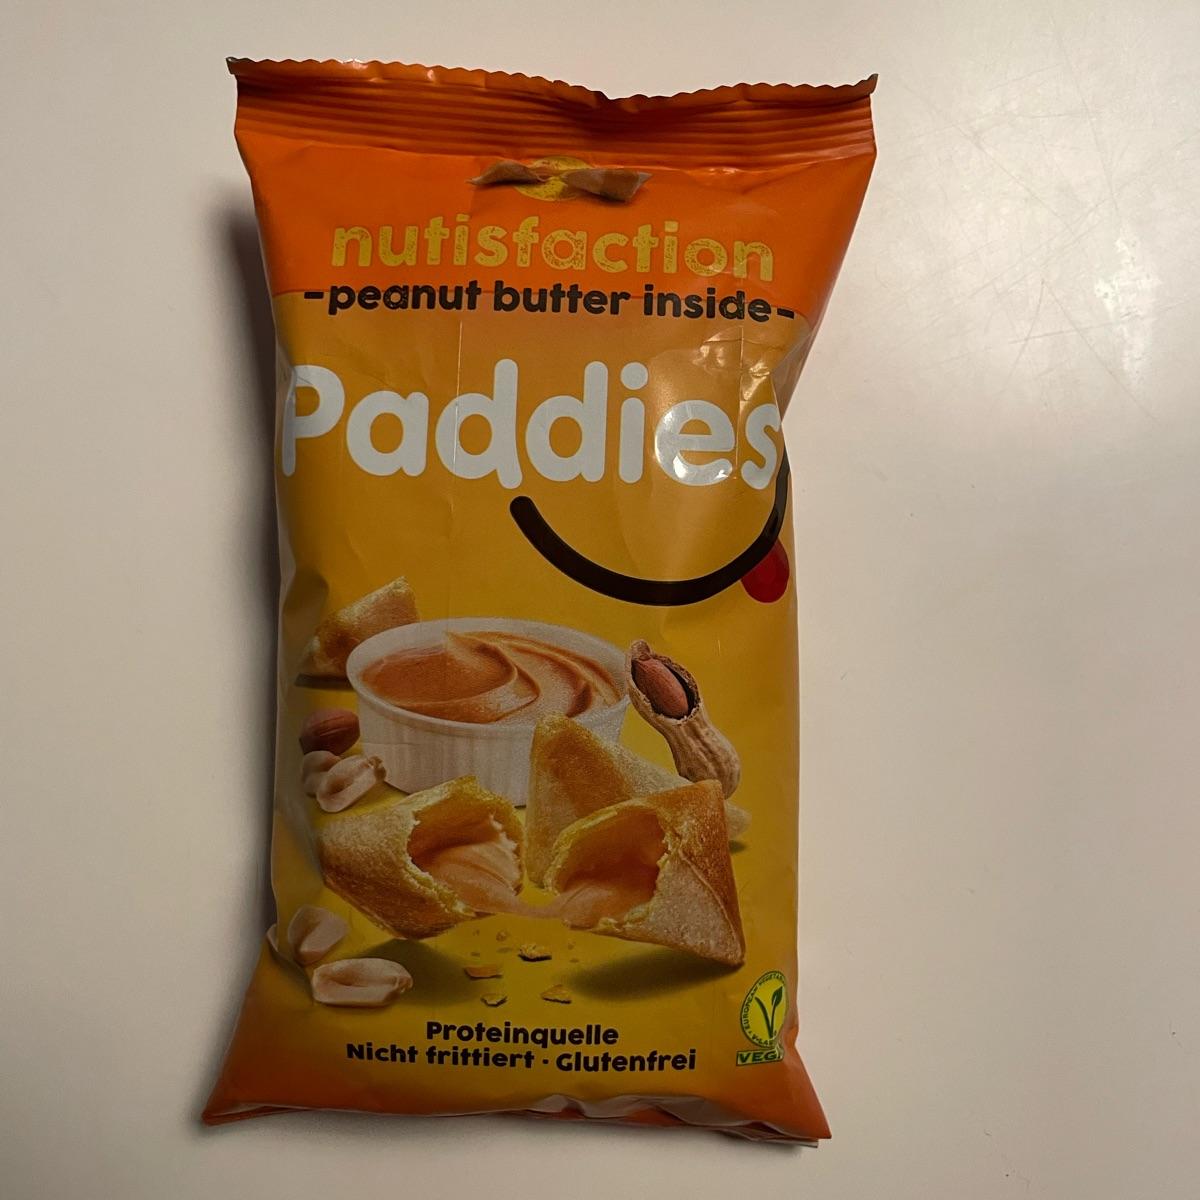 nutisfaction
-peanut butter inside-
Paddies
Proteinquelle
Nicht frittiert · Glutenfrei